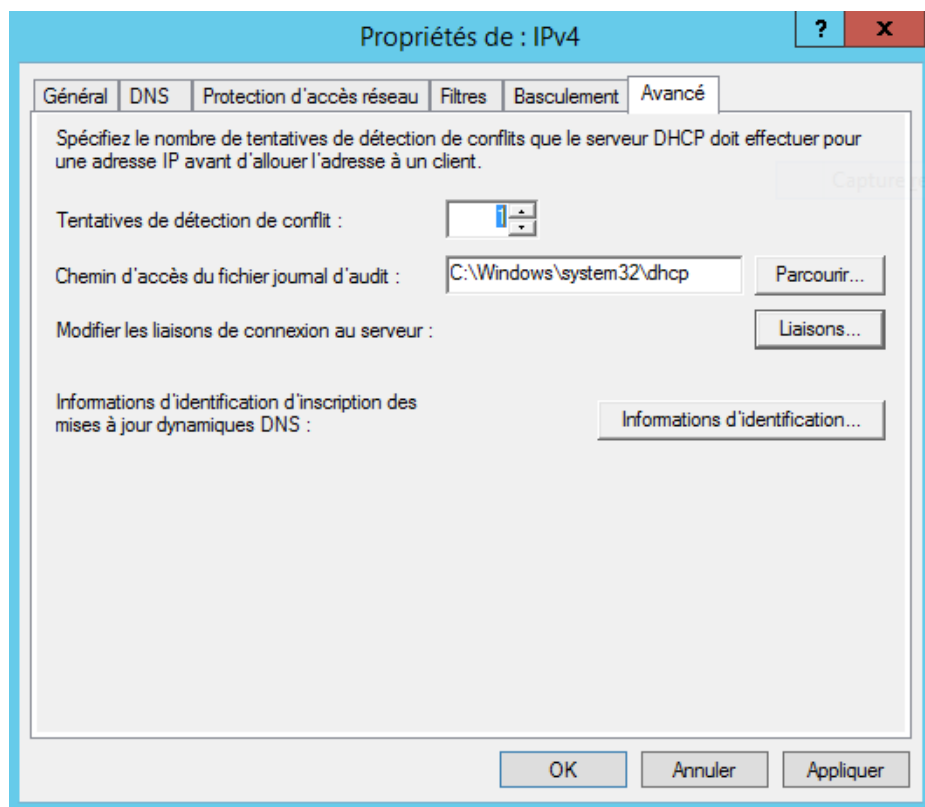 Propriétés de : IPv4
?
x
Général
DNS
Protection d'accès réseau
Filtres
Basculement
Avancé
Spécifiez le nombre de tentatives de détection de conflits que le serveur DHCP doit effectuer pour
une adresse IP avant d'allouer l'adresse à un client.
Tentatives de détection de conflit :
1
Chemin d'accès du fichier journal d'audit :
C:\Windows\system32\dhcp
Parcourir...
Modifier les liaisons de connexion au serveur :
Liaisons...
Informations d'identification d'inscription des
mises à jour dynamiques DNS :
Informations d'identification...
OK
Annuler
Appliquer